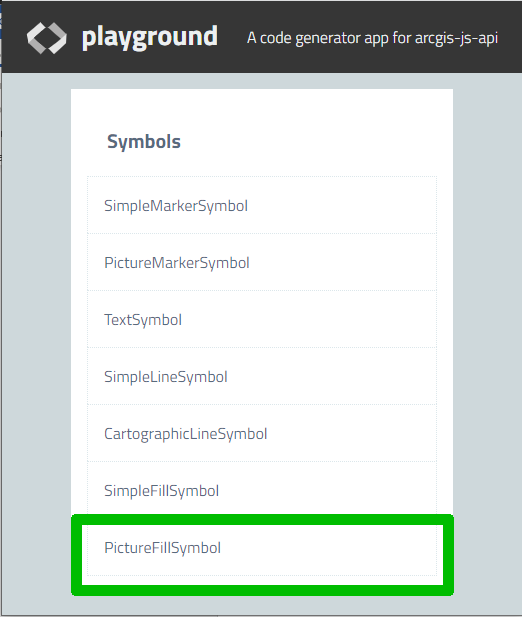 playground
A code generator app for arcgis-js-api
Symbols
SimpleMarkerSymbol
PictureMarkerSymbol
TextSymbol
SimpleLineSymbol
CartographicLineSymbol
SimpleFillSymbol
PictureFillSymbol